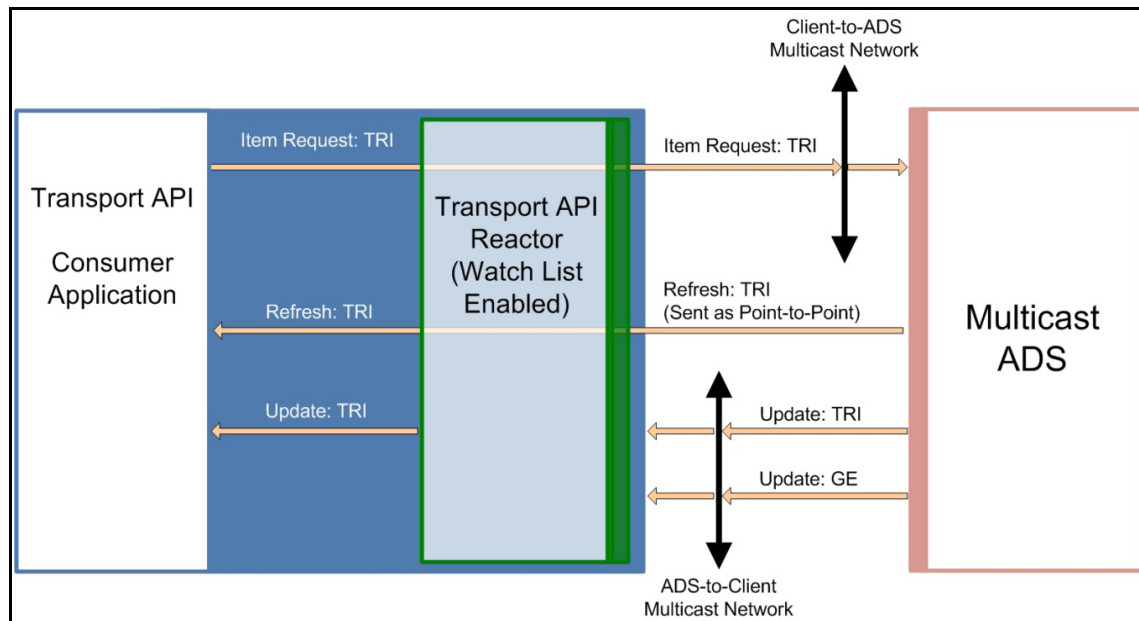 Client-to-ADS
Multicast Network
Item Request: TRI
Item Request: TRI
Transport API
Consumer
Application
Transport API
Reactor
(Watch List
Enabled)
Refresh: TRI
Refresh: TRI
(Sent as Point-to-Point)
Multicast
ADS
Update: TRI
Update: TRI
Update: GE
ADS-to-Client
Multicast Network